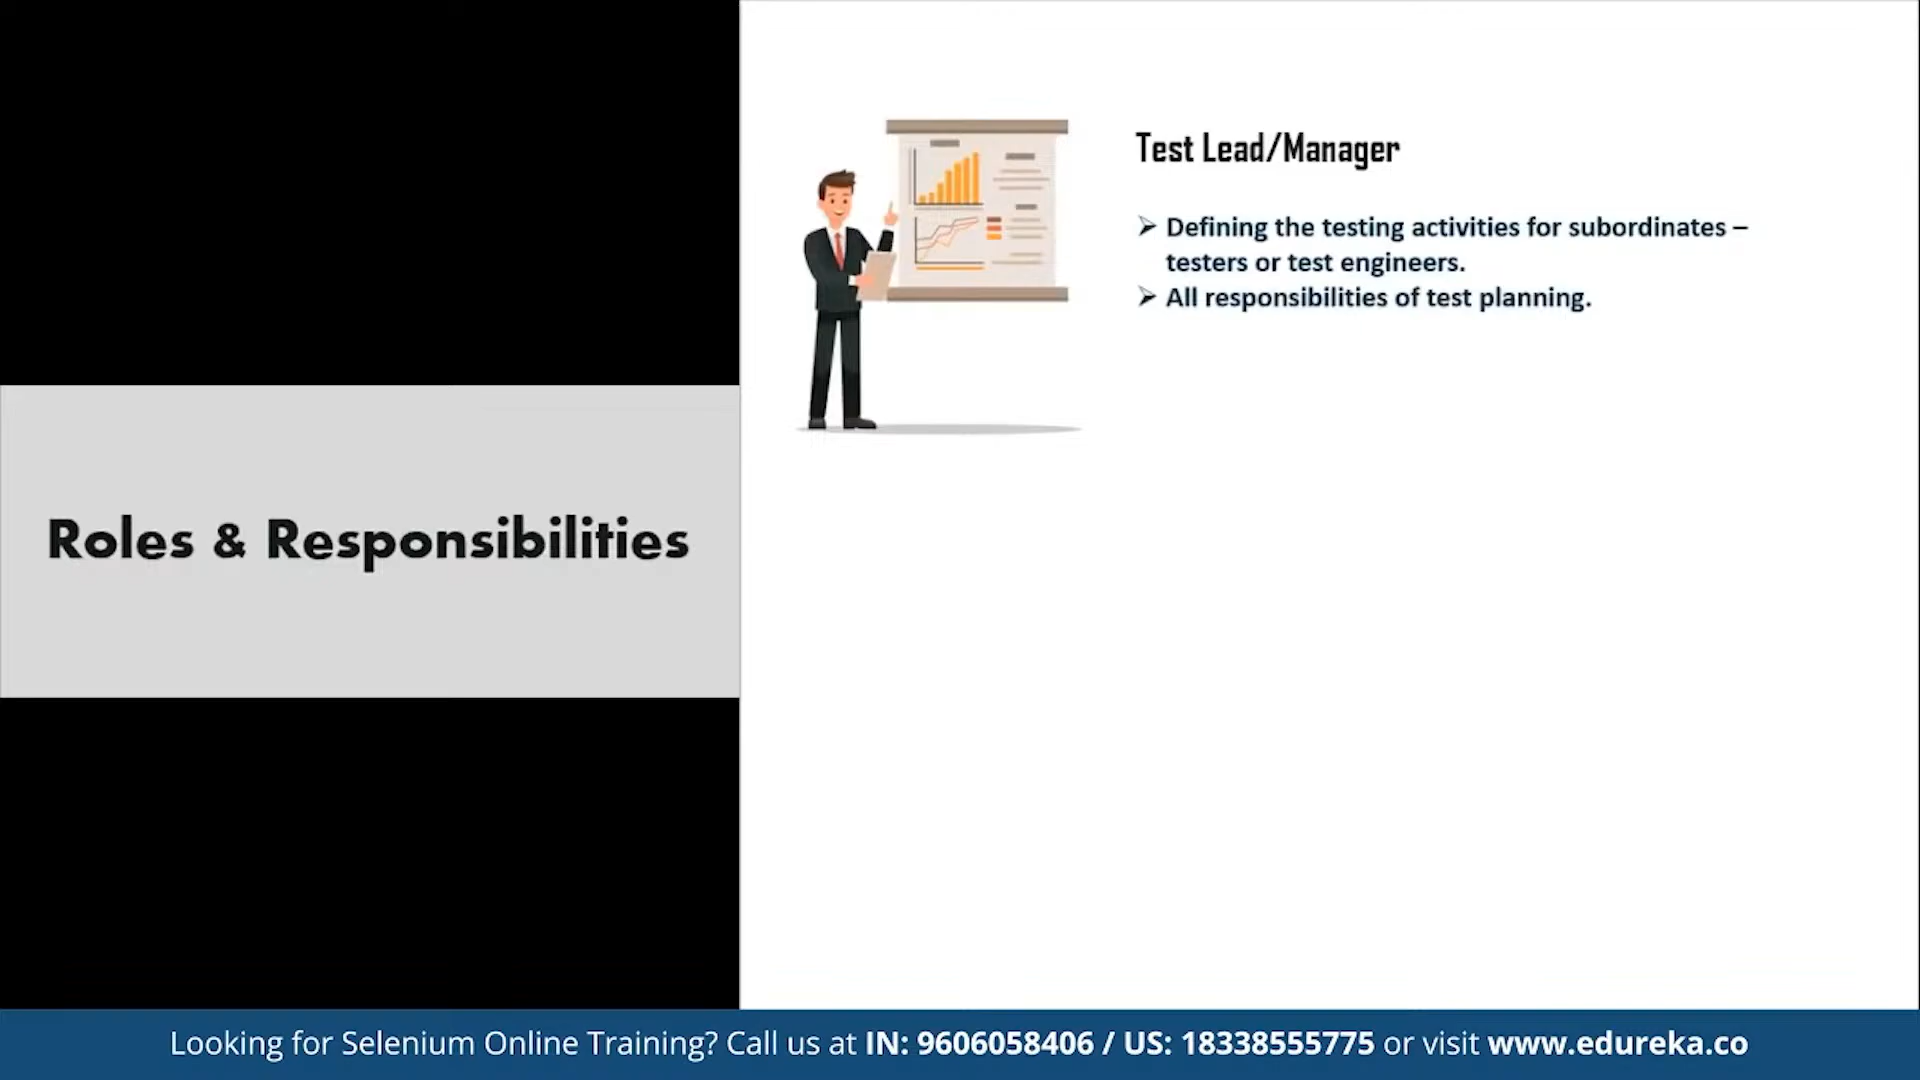 Roles & Responsibilities
Test Lead/Manager
➢ Defining the testing activities for subordinates –
testers or test engineers.
➢ All responsibilities of test planning.
Looking for Selenium Online Training? Call us at IN: 9606058406 / US: 18338555775 or visit www.edureka.co